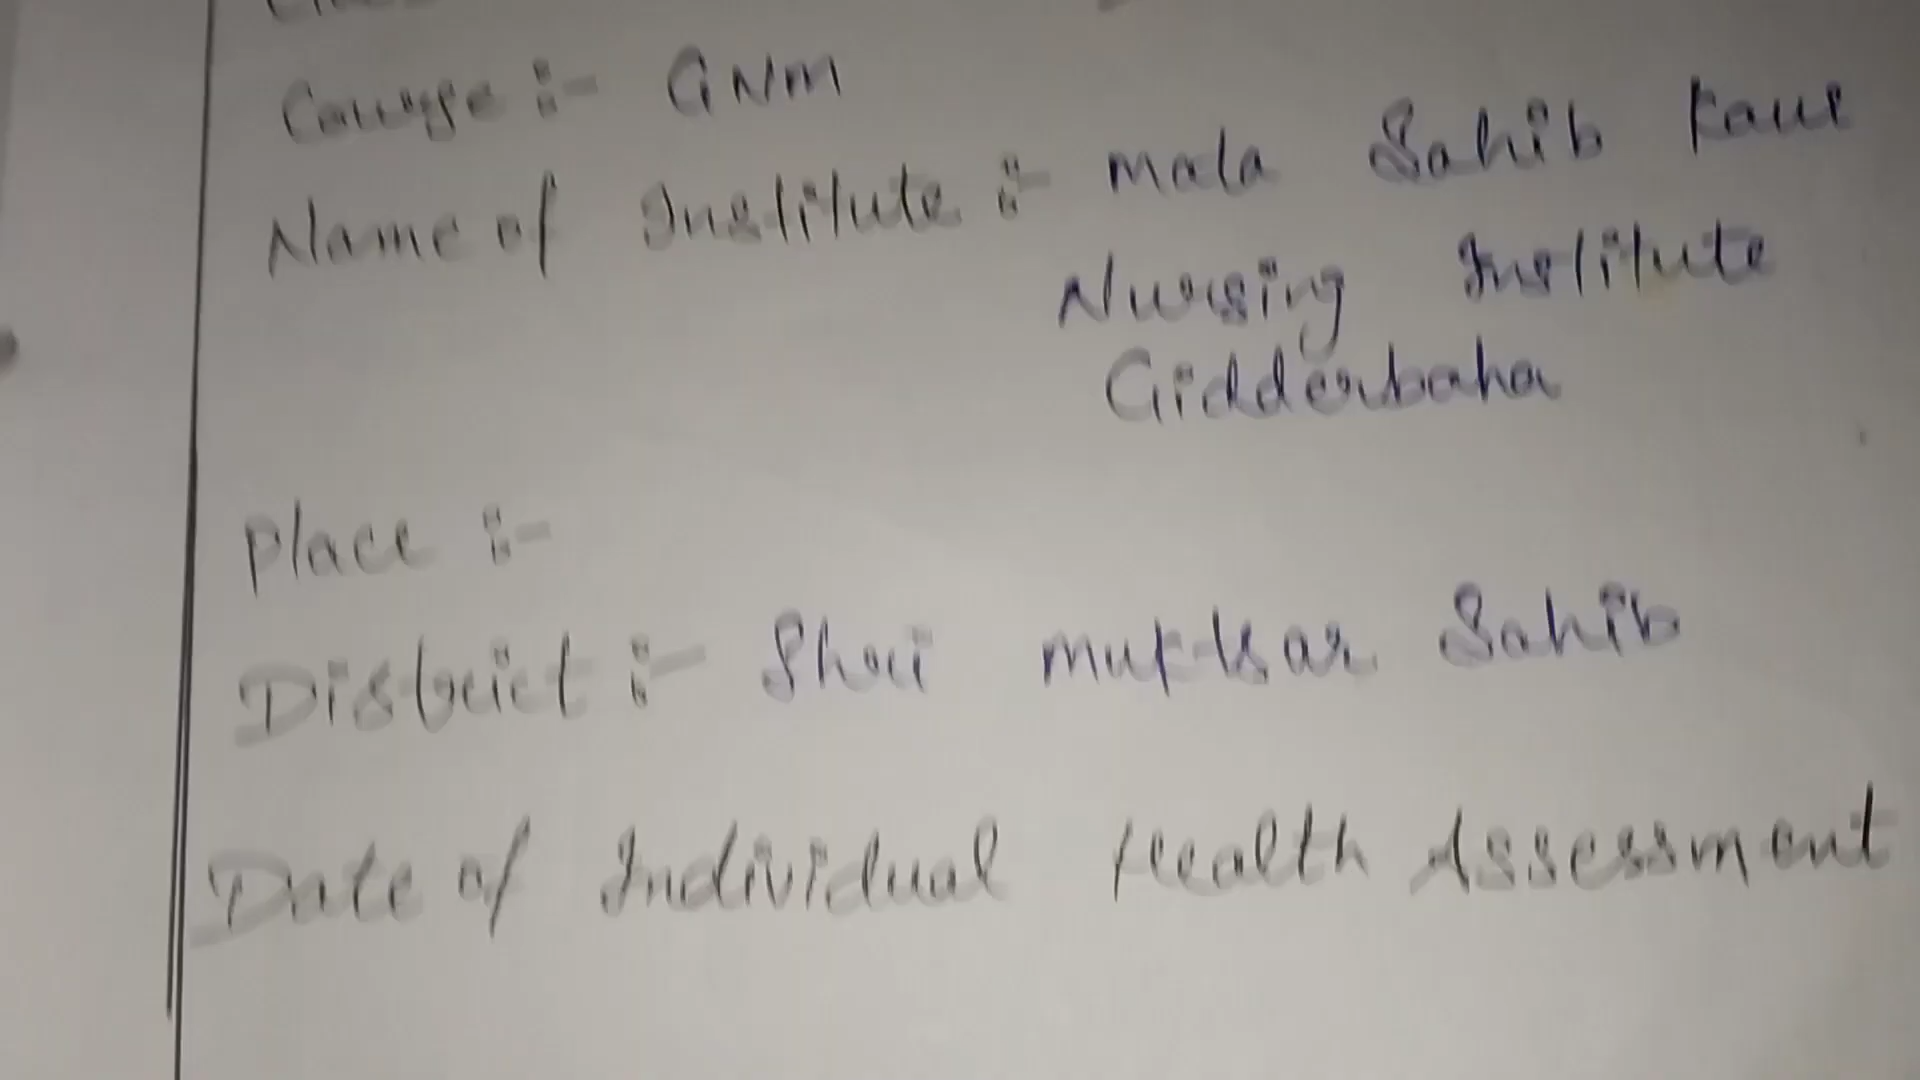 Course :- GNM
Name of Institute :- Mata Sahib Kaur
Nursing Institute
Gidderbaha
Place :-
District :- Shri muktsar Sahib
Date of Individual Health Assessment